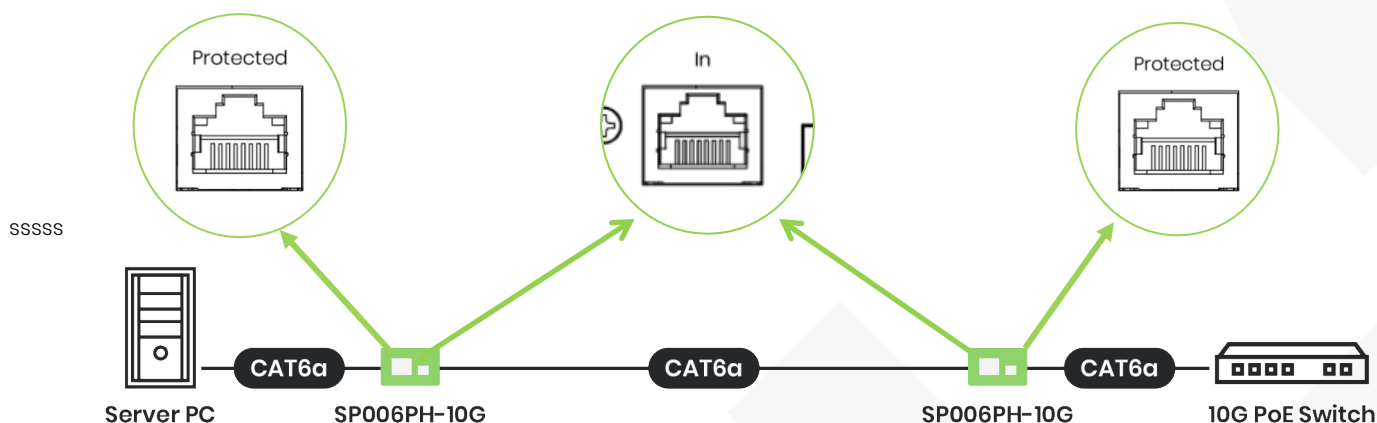 Protected
In
Protected
sssss
CAT6a
CAT6a
CAT6a
Server PC
SP006PH-10G
SP006PH-10G
10G PoE Switch